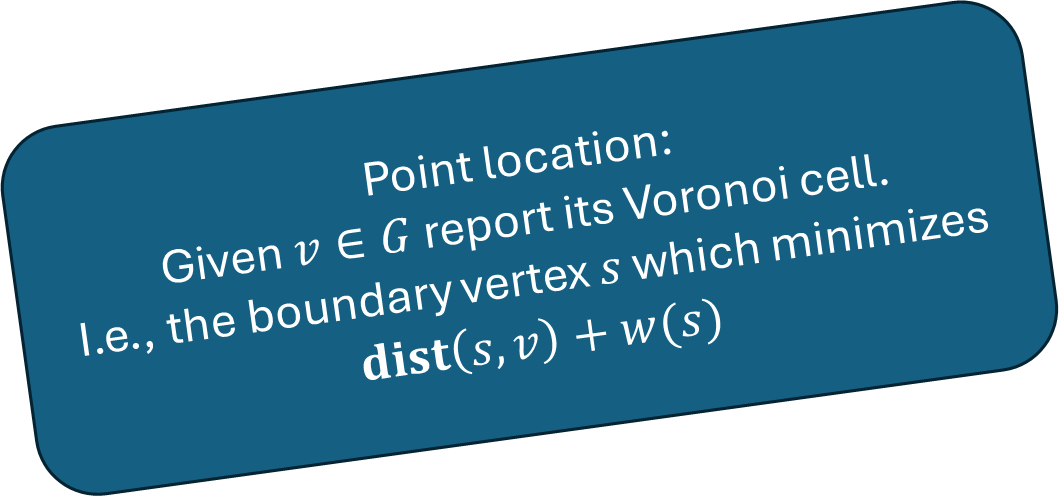 Point location:
Given 𝑣 ∈ 𝐺 report its Voronoi cell.
I.e., the boundary vertex 𝑠 which minimizes
𝐝𝐢𝐬𝐭(𝑠, 𝑣) + 𝑤(𝑠)